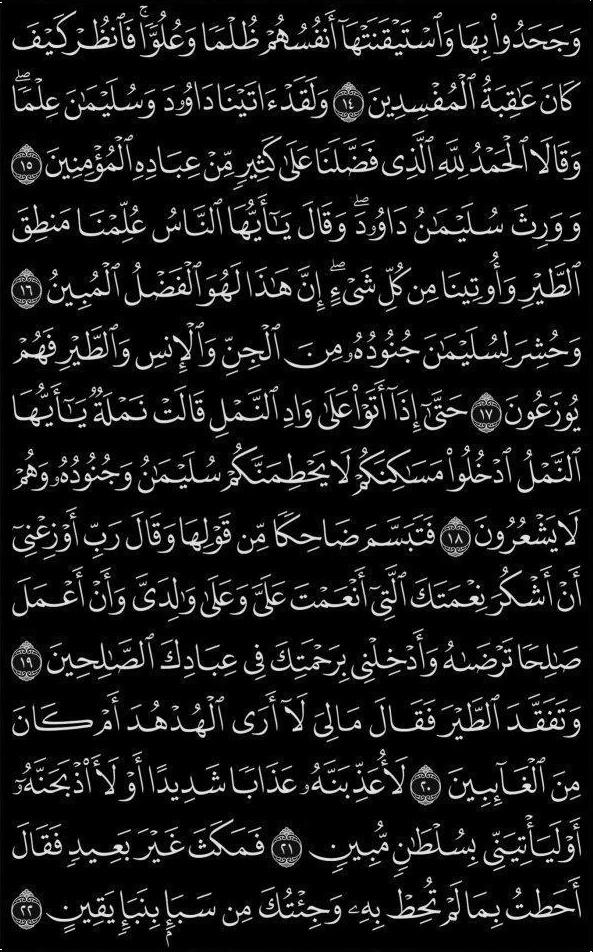 وَجَحَدُوا۟ بِهَا وَٱسْتَيْقَنَتْهَآ أَنفُسُهُمْ ظُلْمًا وَعُلُوًّا ۚ فَٱنظُرْ كَيْفَ
كَانَ عَٰقِبَةُ ٱلْمُفْسِدِينَ ١٤ وَلَقَدْ ءَاتَيْنَا دَاوُۥدَ وَسُلَيْمَٰنَ عِلْمًا ۖ
وَقَالَا ٱلْحَمْدُ لِلَّهِ ٱلَّذِى فَضَّلَنَا عَلَىٰ كَثِيرٍ مِّنْ عِبَادِهِ ٱلْمُؤْمِنِينَ ١٥
وَوَرِثَ سُلَيْمَٰنُ دَاوُۥدَ ۖ وَقَالَ يَٰٓأَيُّهَا ٱلنَّاسُ عُلِّمْنَا مَنطِقَ
ٱلطَّيْرِ وَأُوتِينَا مِن كُلِّ شَىْءٍ ۖ إِنَّ هَٰذَا لَهُوَ ٱلْفَضْلُ ٱلْمُبِينُ ١٦
وَحُشِرَ لِسُلَيْمَٰنَ جُنُودُهُۥ مِنَ ٱلْجِنِّ وَٱلْإِنسِ وَٱلطَّيْرِ فَهُمْ
يُوزَعُونَ ١٧ حَتَّىٰٓ إِذَآ أَتَوْا۟ عَلَىٰ وَادِ ٱلنَّمْلِ قَالَتْ نَمْلَةٌ يَٰٓأَيُّهَا
ٱلنَّمْلُ ٱدْخُلُوا۟ مَسَٰكِنَكُمْ لَا يَحْطِمَنَّكُمْ سُلَيْمَٰنُ وَجُنُودُهُۥ وَهُمْ
لَا يَشْعُرُونَ ١٨ فَتَبَسَّمَ ضَاحِكًا مِّن قَوْلِهَا وَقَالَ رَبِّ أَوْزِعْنِىٓ
أَنْ أَشْكُرَ نِعْمَتَكَ ٱلَّتِىٓ أَنْعَمْتَ عَلَىَّ وَعَلَىٰ وَٰلِدَىَّ وَأَنْ أَعْمَلَ
صَٰلِحًا تَرْضَىٰهُ وَأَدْخِلْنِى بِرَحْمَتِكَ فِى عِبَادِكَ ٱلصَّٰلِحِينَ ١٩
وَتَفَقَّدَ ٱلطَّيْرَ فَقَالَ مَالِىَ لَآ أَرَى ٱلْهُدْهُدَ أَمْ كَانَ
مِنَ ٱلْغَآئِبِينَ ٢٠ لَأُعَذِّبَنَّهُۥ عَذَابًا شَدِيدًا أَوْ لَأَا۟ذْبَحَنَّهُۥٓ
أَوْ لَيَأْتِيَنِّى بِسُلْطَٰنٍ مُّبِينٍ ٢١ فَمَكَثَ غَيْرَ بَعِيدٍ فَقَالَ
أَحَطتُ بِمَا لَمْ تُحِطْ بِهِۦ وَجِئْتُكَ مِن سَبَإٍۭ بِنَبَإٍ يَقِينٍ ٢٢